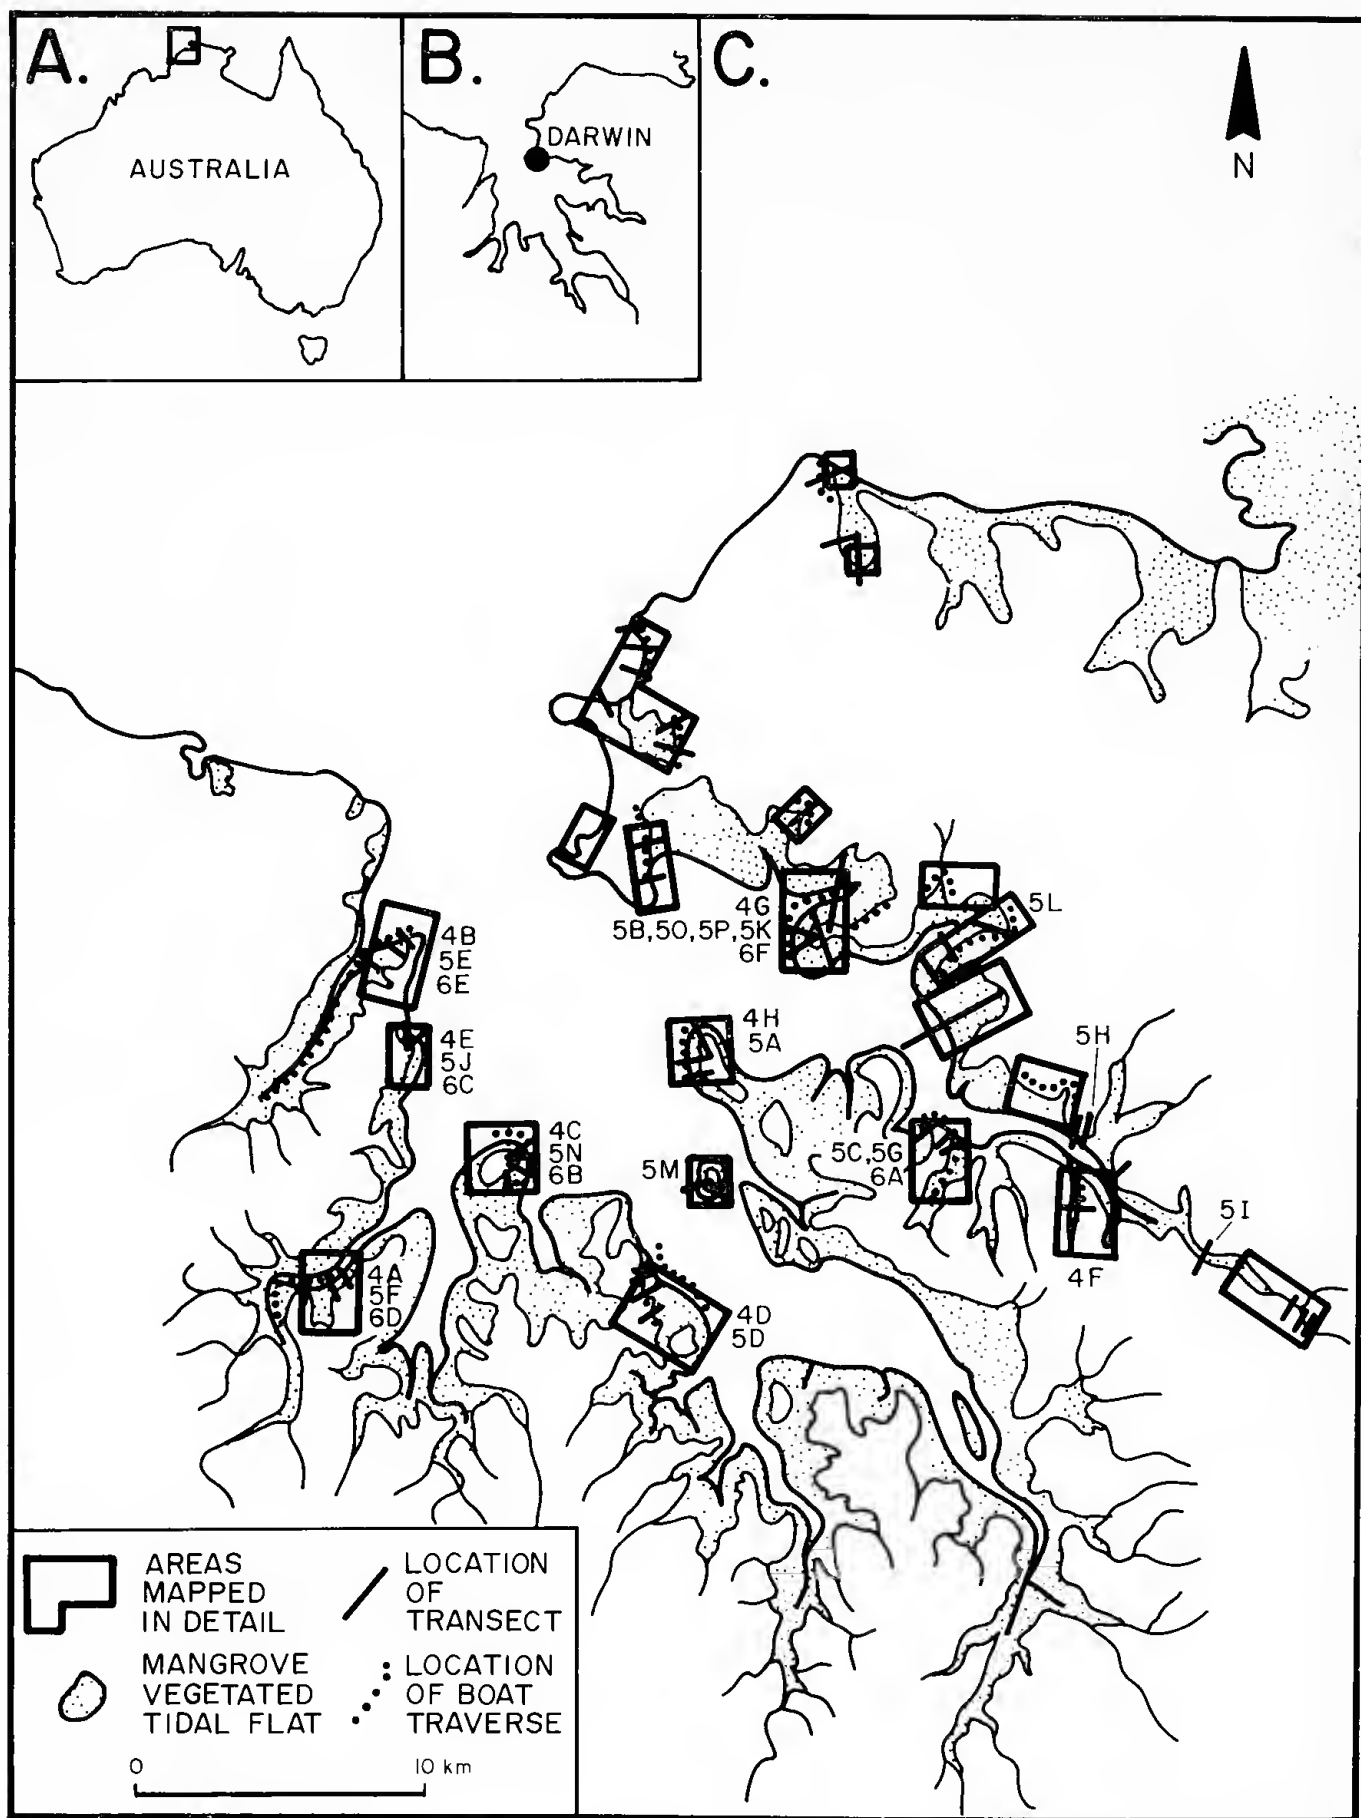 A.
AUSTRALIA
B.
DARWIN
C.
N
4G
5B,5O,5P,5K
6F
5L
4B
5E
6E
4E
5J
6C
4H
5A
5H
4C
5N
6B
5M
5C,5G
6A
5I
4F
4A
5F
6D
4D
5D
AREAS
MAPPED
IN DETAIL
LOCATION
OF
TRANSECT
MANGROVE
VEGETATED
TIDAL FLAT
LOCATION
OF BOAT
TRAVERSE
0 10 km